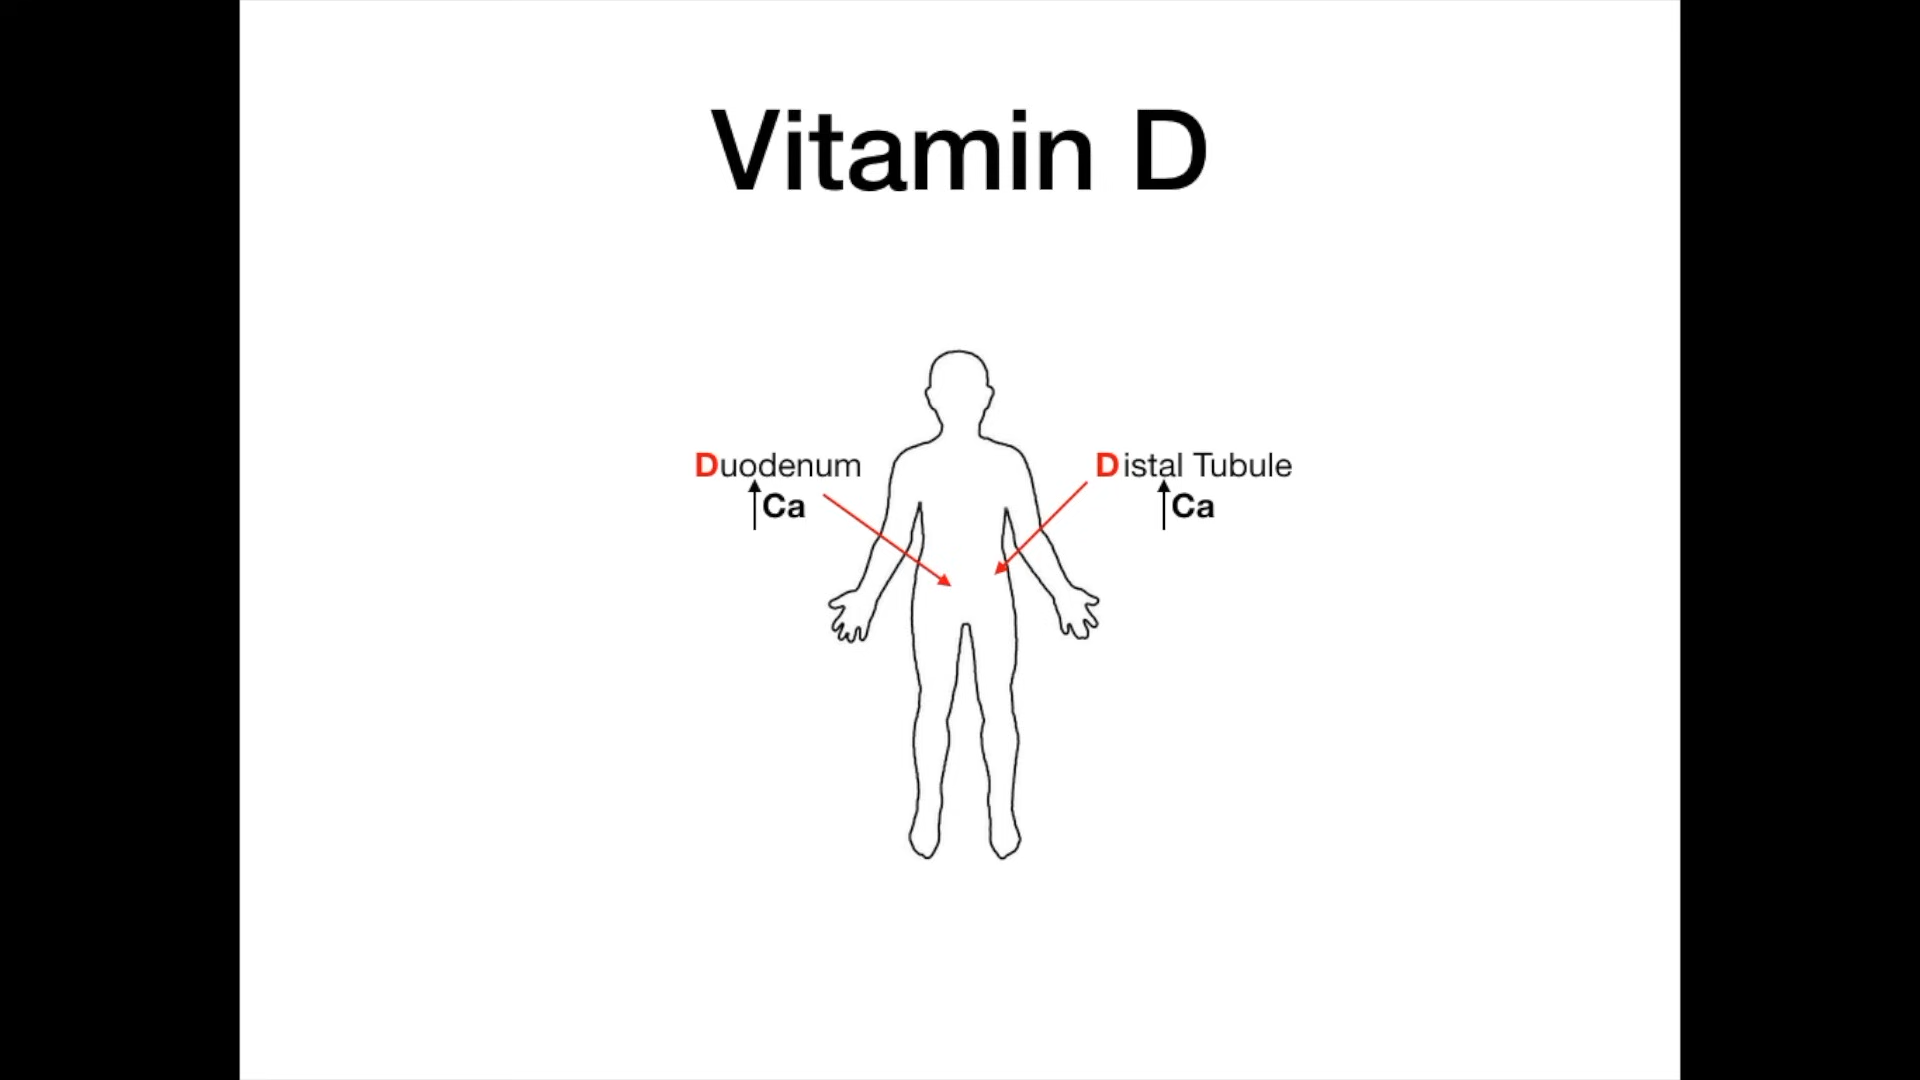 Vitamin D
Duodenum
↑Ca
Distal Tubule
↑Ca